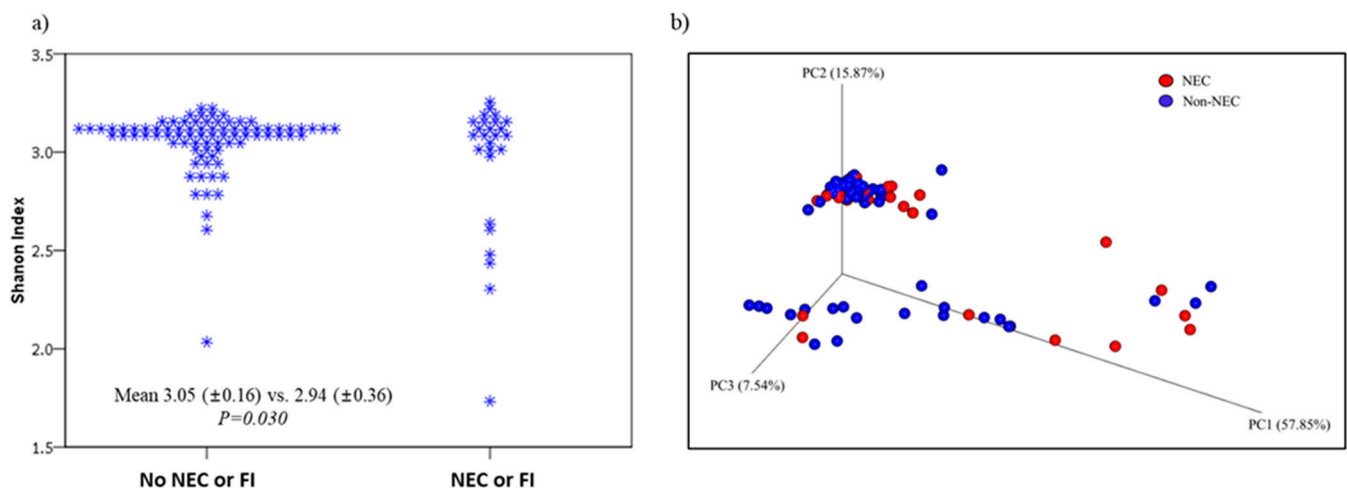 a)
b)
3.5
3.0
2.5
2.0
1.5
Shanon Index
Mean 3.05 (±0.16) vs. 2.94 (±0.36)
P=0.030
No NEC or FI
NEC or FI
PC2 (15.87%)
NEC
Non-NEC
PC3 (7.54%)
PC1 (57.85%)